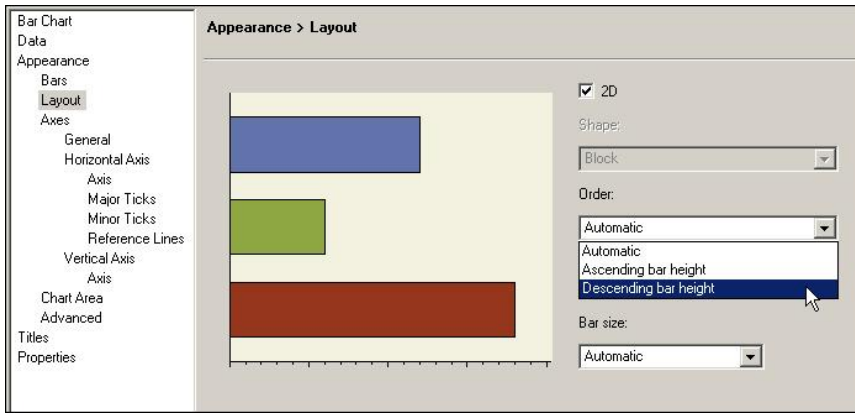 Bar Chart
Data
Appearance
Bars
Layout
Axes
General
Horizontal Axis
Axis
Major Ticks
Minor Ticks
Reference Lines
Vertical Axis
Axis
Chart Area
Advanced
Titles
Properties
Appearance > Layout
2D
Shape:
Block
Order:
Automatic
Automatic
Ascending bar height
Descending bar height
Bar size:
Automatic